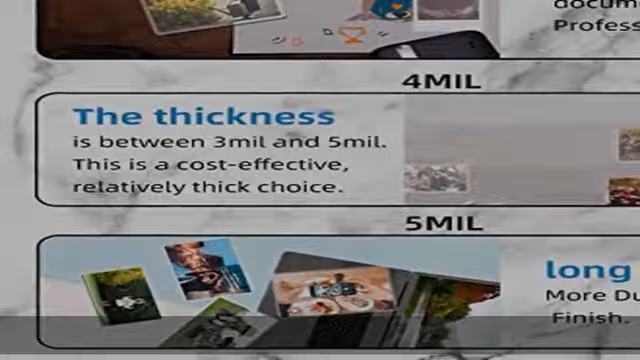 docum
Profess
4MIL
The thickness
is between 3mil and 5mil.
This is a cost-effective,
relatively thick choice.
5MIL
long
More Du
Finish.